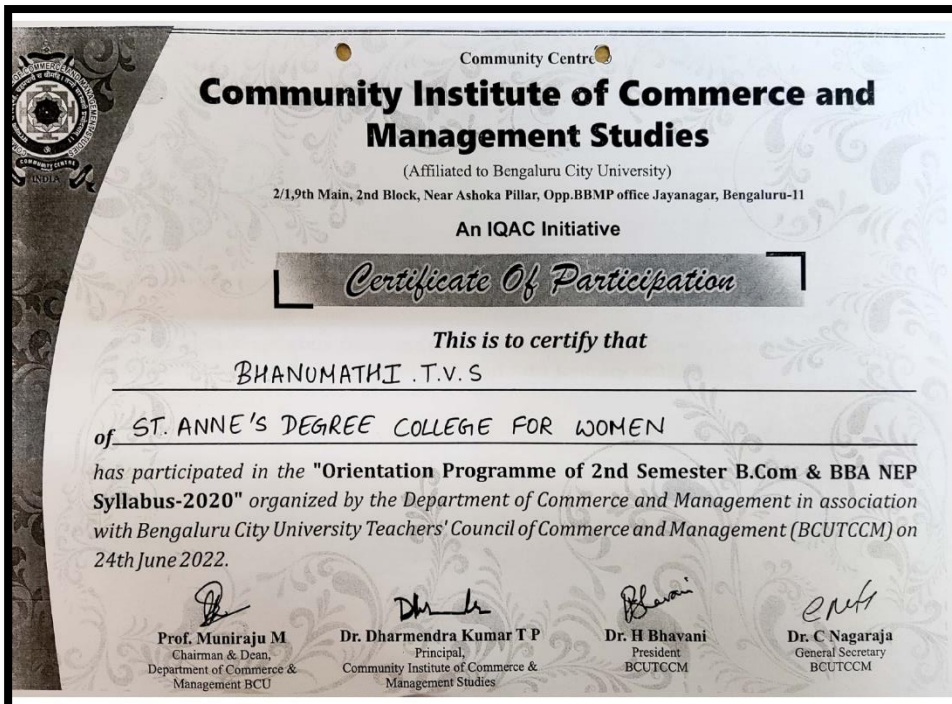 Community Centre®
Community Institute of Commerce and
Management Studies
(Affiliated to Bengaluru City University)
2/1,9th Main, 2nd Block, Near Ashoka Pillar, Opp.BBMP office Jayanagar, Bengaluru-11
An IQAC Initiative
Certificate Of Participation
This is to certify that
BHANUMATHI.T.V.S
of ST. ANNE'S DEGREE COLLEGE FOR WOMEN
has participated in the "Orientation Programme of 2nd Semester B.Com & BBA NEP
Syllabus-2020" organized by the Department of Commerce and Management in association
with Bengaluru City University Teachers' Council of Commerce and Management (BCUTCCM) on
24th June 2022.
Bhavani
Prof. Muniraju M
Chairman & Dean,
Department of Commerce &
Management BCU
Dr. Dharmendra Kumar T P
Principal,
Community Institute of Commerce &
Management Studies
Dr. H Bhavani
President
BCUTCCM
Dr. C Nagaraja
General Secretary
BCUTCCM
COMMUNITY CENTRE
INDIA